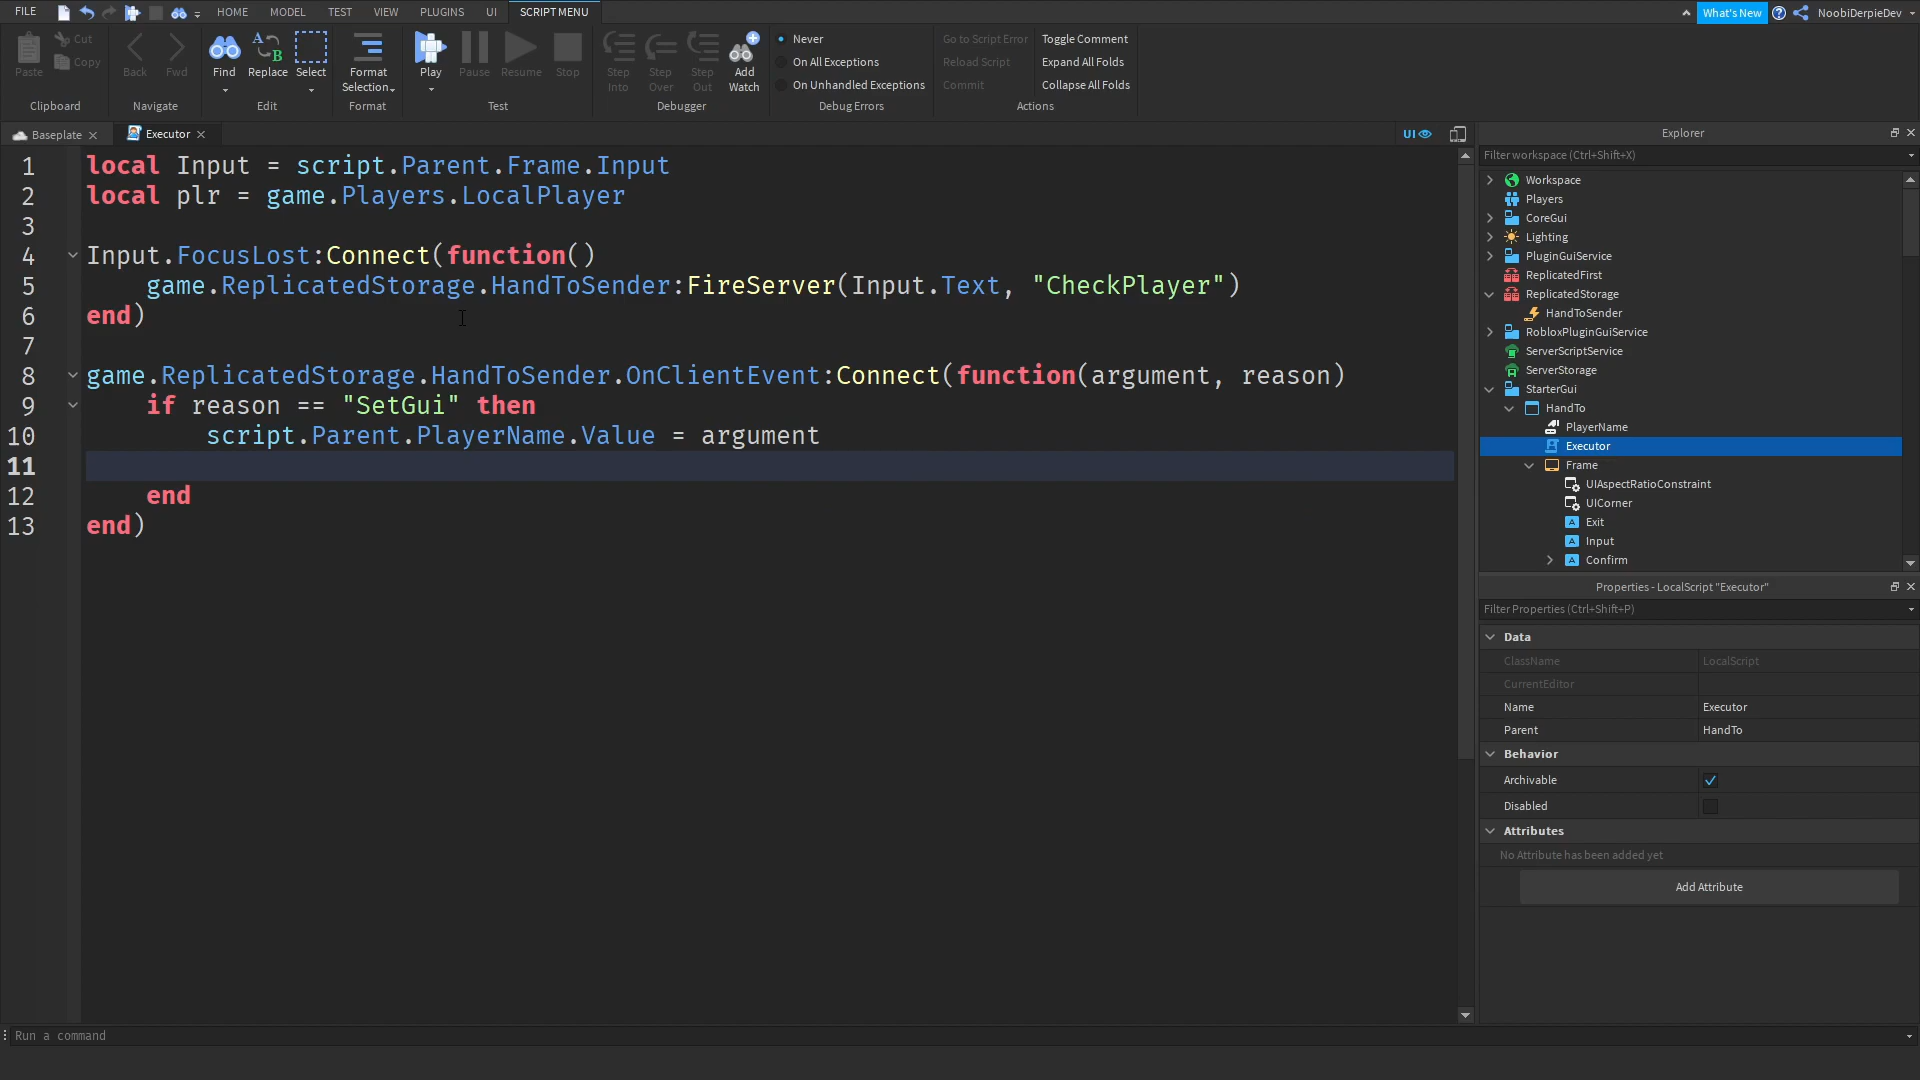 FILE HOME MODEL TEST VIEW PLUGINS UI SCRIPT MENU What's New NoobiDerpieDev
Paste Cut Copy Back Fwd Find Replace Select Format Selection Play Pause Resume Stop Step Into Step Over Step Out Add Watch
Never
On All Exceptions
On Unhandled Exceptions
Go to Script Error
Reload Script
Commit
Toggle Comment
Expand All Folds
Collapse All Folds
Clipboard Navigate Edit Format Test Debugger Debug Errors Actions
Baseplate Executor UI
1 local Input = script.Parent.Frame.Input
2 local plr = game.Players.LocalPlayer
3
4 Input.FocusLost:Connect(function()
5 game.ReplicatedStorage.HandToSender:FireServer(Input.Text, "CheckPlayer")
6 end)
7
8 game.ReplicatedStorage.HandToSender.OnClientEvent:Connect(function(argument, reason)
9 if reason == "SetGui" then
10 script.Parent.PlayerName.Value = argument
11
12 end
13 end)
Explorer
Filter workspace (Ctrl+Shift+X)
Workspace
Players
CoreGui
Lighting
PluginGuiService
ReplicatedFirst
ReplicatedStorage
HandToSender
RobloxPluginGuiService
ServerScriptService
ServerStorage
StarterGui
HandTo
PlayerName
Executor
Frame
UIAspectRatioConstraint
UICorner
Exit
Input
Confirm
Properties - LocalScript "Executor"
Filter Properties (Ctrl+Shift+P)
Data
ClassName LocalScript
CurrentEditor
Name Executor
Parent HandTo
Behavior
Archivable
Disabled
Attributes
No Attribute has been added yet
Add Attribute
Run a command